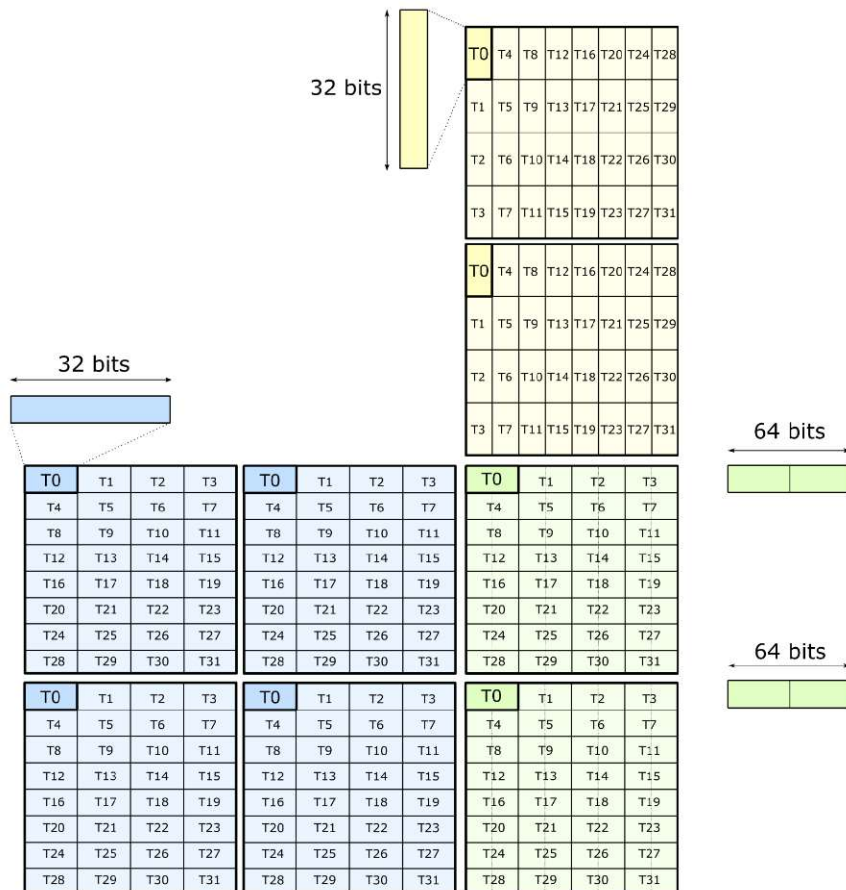 T0 T4 T8 T12 T16 T20 T24 T28
32 bits
T1 T5 T9 T13 T17 T21 T25 T29
T2 T6 T10 T14 T18 T22 T26 T30
T3 T7 T11 T15 T19 T23 T27 T31
T0 T4 T8 T12 T16 T20 T24 T28
T1 T5 T9 T13 T17 T21 T25 T29
T2 T6 T10 T14 T18 T22 T26 T30
T3 T7 T11 T15 T19 T23 T27 T31
32 bits
64 bits
T0 T1 T2 T3 T0 T1 T2 T3 T0 T1 T2 T3
T4 T5 T6 T7 T4 T5 T6 T7 T4 T5 T6 T7
T8 T9 T10 T11 T8 T9 T10 T11 T8 T9 T10 T11
T12 T13 T14 T15 T12 T13 T14 T15 T12 T13 T14 T15
T16 T17 T18 T19 T16 T17 T18 T19 T16 T17 T18 T19
T20 T21 T22 T23 T20 T21 T22 T23 T20 T21 T22 T23
T24 T25 T26 T27 T24 T25 T26 T27 T24 T25 T26 T27
T28 T29 T30 T31 T28 T29 T30 T31 T28 T29 T30 T31
64 bits
T0 T1 T2 T3 T0 T1 T2 T3 T0 T1 T2 T3
T4 T5 T6 T7 T4 T5 T6 T7 T4 T5 T6 T7
T8 T9 T10 T11 T8 T9 T10 T11 T8 T9 T10 T11
T12 T13 T14 T15 T12 T13 T14 T15 T12 T13 T14 T15
T16 T17 T18 T19 T16 T17 T18 T19 T16 T17 T18 T19
T20 T21 T22 T23 T20 T21 T22 T23 T20 T21 T22 T23
T24 T25 T26 T27 T24 T25 T26 T27 T24 T25 T26 T27
T28 T29 T30 T31 T28 T29 T30 T31 T28 T29 T30 T31